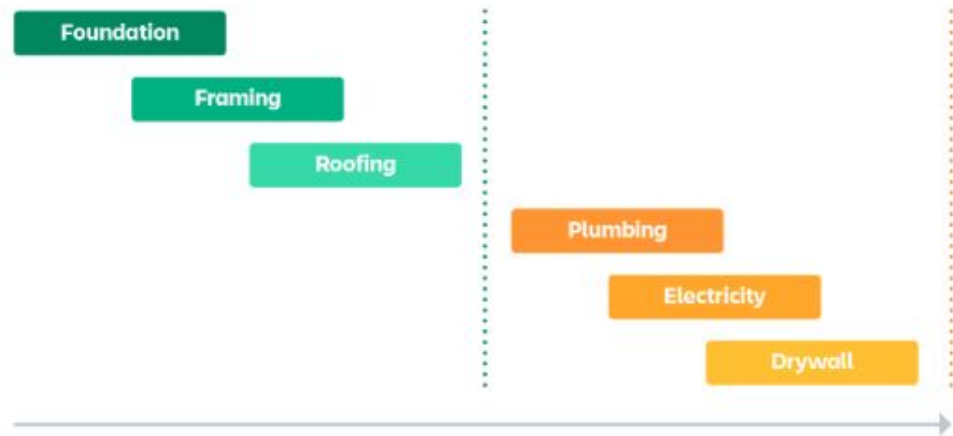 Foundation
Framing
Roofing
Plumbing
Electricity
Drywall